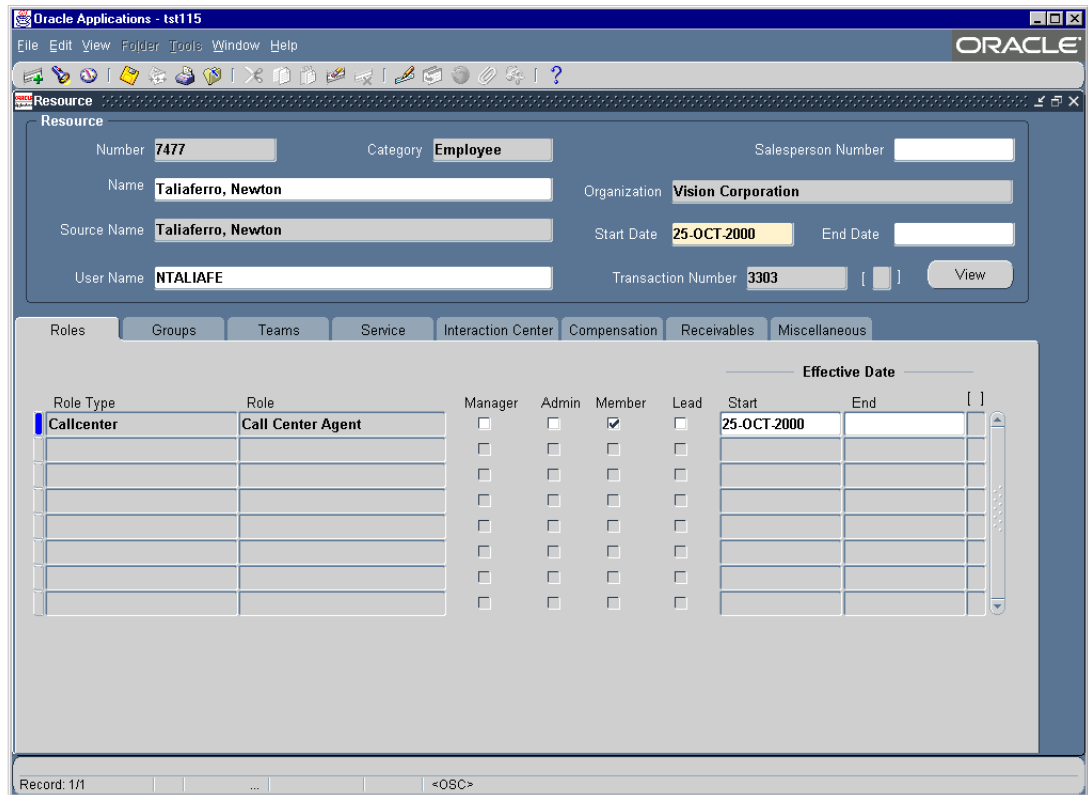 Oracle Applications - tst115
File Edit View Folder Tools Window Help
ORACLE
Resource
Resource
Number 7477 Category Employee Salesperson Number
Name Taliaferro, Newton Organization Vision Corporation
Source Name Taliaferro, Newton Start Date 25-OCT-2000 End Date
User Name NTALIAFE Transaction Number 3303 [ ] View
Roles Groups Teams Service Interaction Center Compensation Receivables Miscellaneous
Effective Date
Role Type Role Manager Admin Member Lead Start End [ ]
Callcenter Call Center Agent 25-OCT-2000
Record: 1/1 ... <OSC>